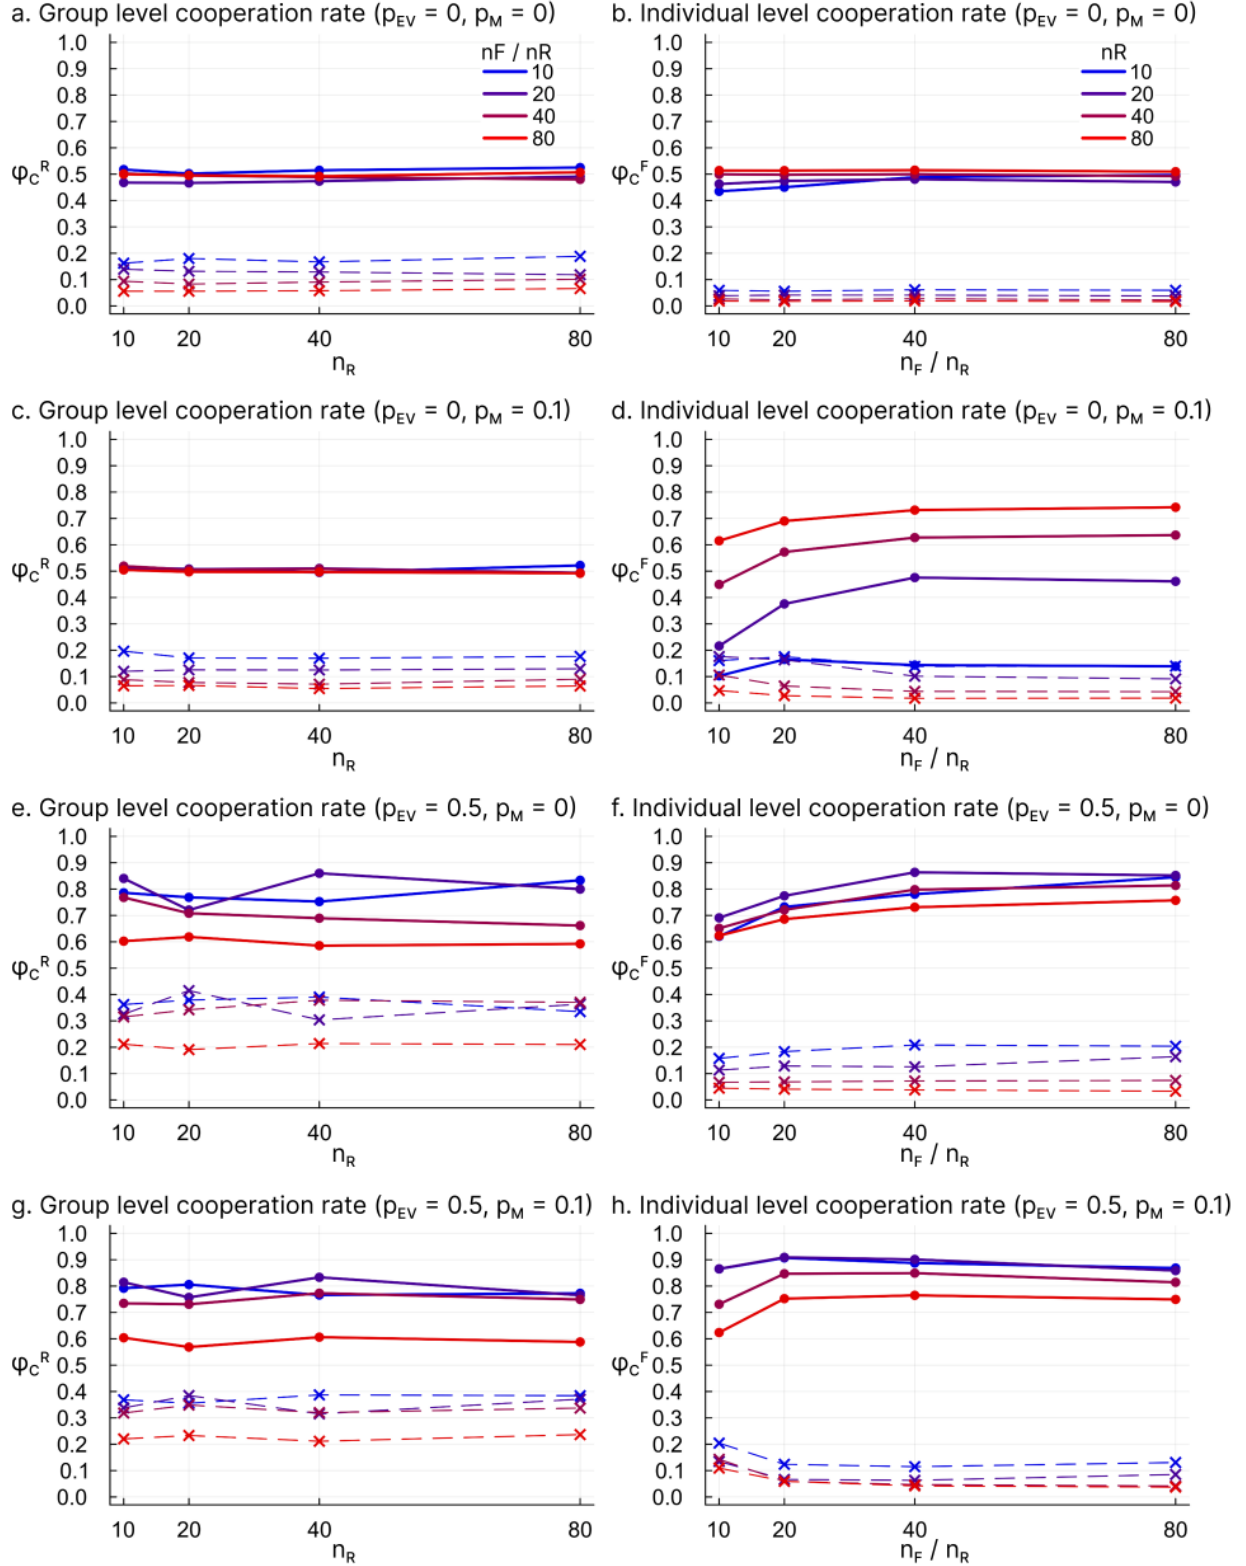 a. Group level cooperation rate (pEV = 0, pM = 0)
1.0
0.9
0.8
0.7
0.6
0.5
0.4
0.3
0.2
0.1
0.0
φC^R
nF / nR
10
20
40
80
10 20 40 80
nR
b. Individual level cooperation rate (pEV = 0, pM = 0)
1.0
0.9
0.8
0.7
0.6
0.5
0.4
0.3
0.2
0.1
0.0
φC^F
nR
10
20
40
80
10 20 40 80
nF / nR
c. Group level cooperation rate (pEV = 0, pM = 0.1)
1.0
0.9
0.8
0.7
0.6
0.5
0.4
0.3
0.2
0.1
0.0
φC^R
10 20 40 80
nR
d. Individual level cooperation rate (pEV = 0, pM = 0.1)
1.0
0.9
0.8
0.7
0.6
0.5
0.4
0.3
0.2
0.1
0.0
φC^F
10 20 40 80
nF / nR
e. Group level cooperation rate (pEV = 0.5, pM = 0)
1.0
0.9
0.8
0.7
0.6
0.5
0.4
0.3
0.2
0.1
0.0
φC^R
10 20 40 80
nR
f. Individual level cooperation rate (pEV = 0.5, pM = 0)
1.0
0.9
0.8
0.7
0.6
0.5
0.4
0.3
0.2
0.1
0.0
φC^F
10 20 40 80
nF / nR
g. Group level cooperation rate (pEV = 0.5, pM = 0.1)
1.0
0.9
0.8
0.7
0.6
0.5
0.4
0.3
0.2
0.1
0.0
φC^R
10 20 40 80
nR
h. Individual level cooperation rate (pEV = 0.5, pM = 0.1)
1.0
0.9
0.8
0.7
0.6
0.5
0.4
0.3
0.2
0.1
0.0
φC^F
10 20 40 80
nF / nR